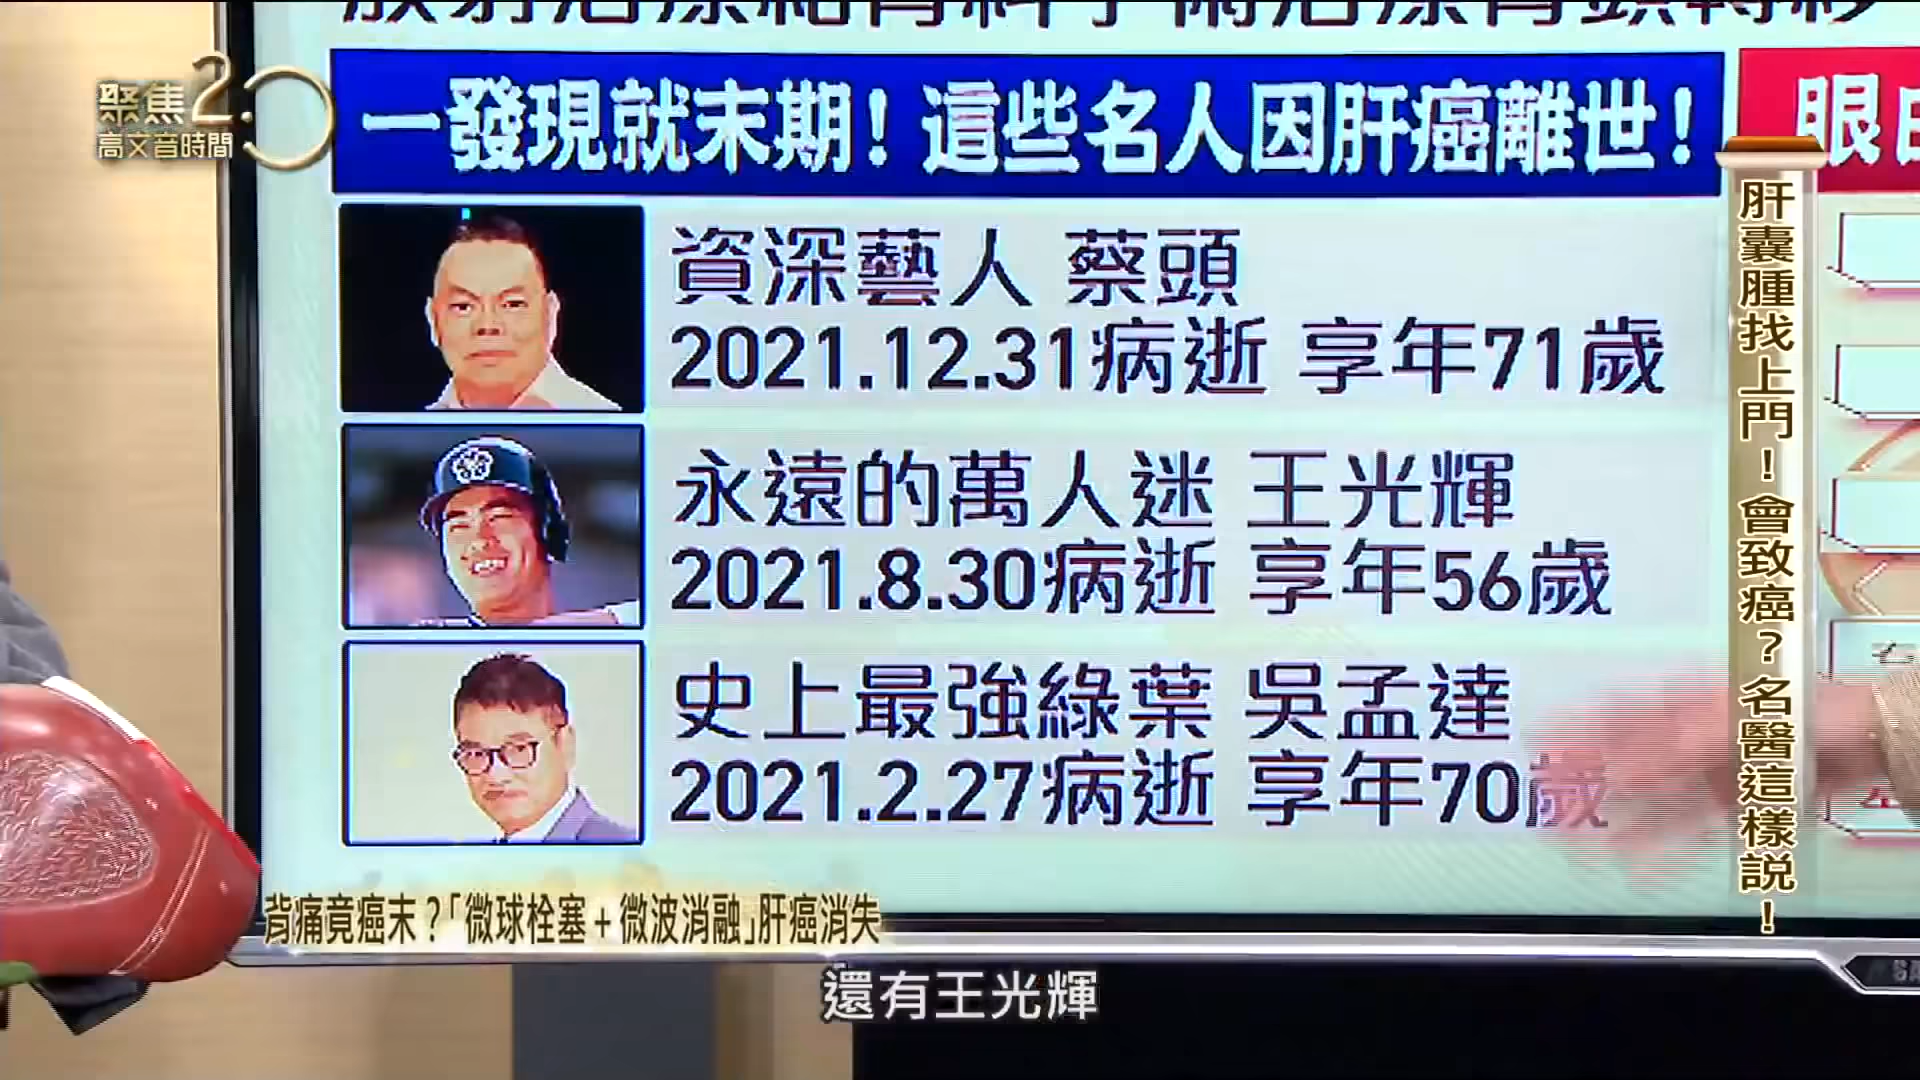 聚焦2.0
高文音時間
一發現就末期！這些名人因肝癌離世！
資深藝人 蔡頭
2021.12.31病逝 享年71歲
永遠的萬人迷 王光輝
2021.8.30病逝 享年56歲
史上最強綠葉 吳孟達
2021.2.27病逝 享年70歲
肝囊腫找上門！會致癌？名醫這樣説！
背痛竟癌末？「微球栓塞+微波消融」肝癌消失
還有王光輝